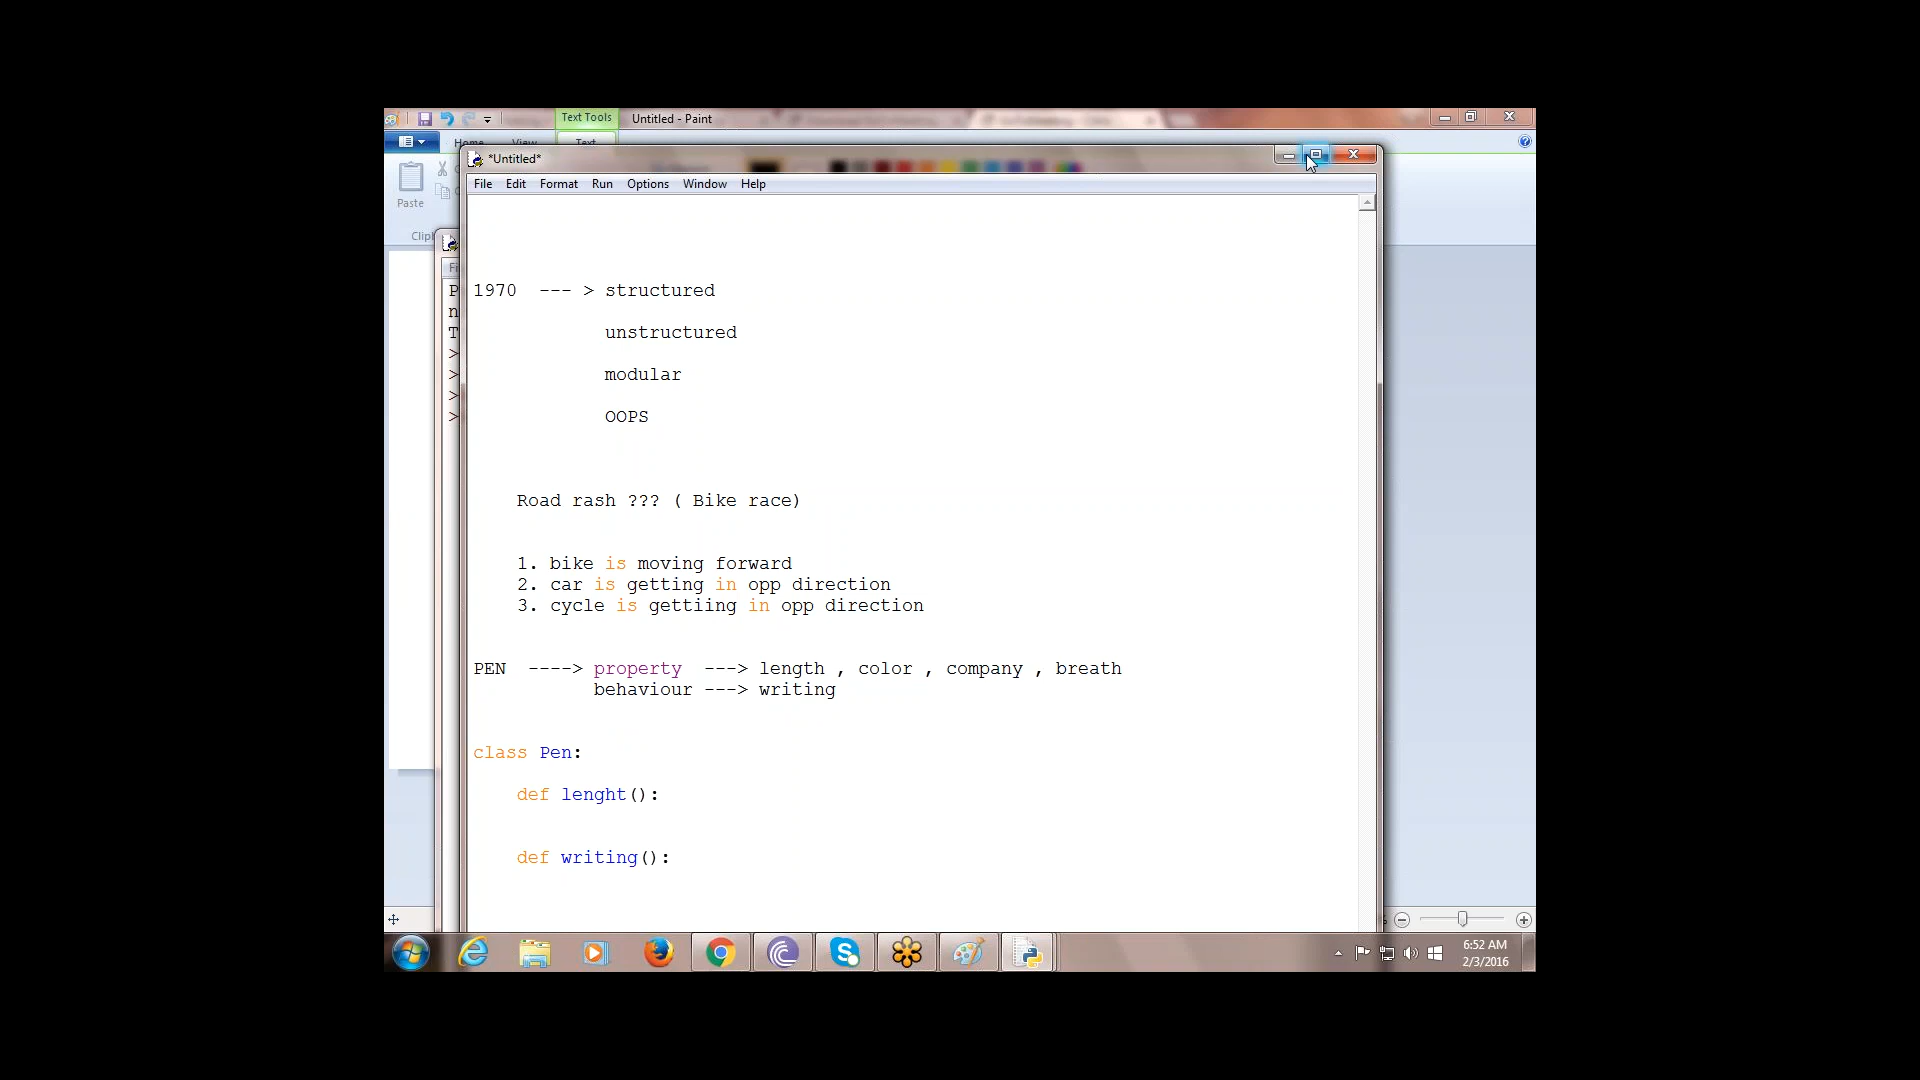 Text Tools Untitled - Paint
Home View Text
*Untitled*
File Edit Format Run Options Window Help
Paste
1970 --- > structured
unstructured
modular
OOPS
Road rash ??? ( Bike race)
1. bike is moving forward
2. car is getting in opp direction
3. cycle is gettiing in opp direction
PEN ----> property ---> length , color , company , breath
behaviour ---> writing
class Pen:
def lenght():
def writing():
6:52 AM
2/3/2016